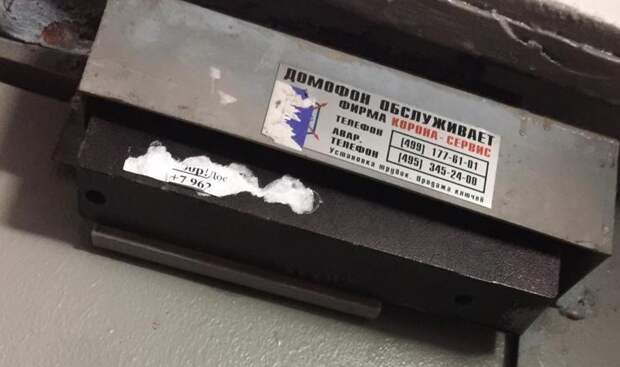 ДОМОФОН ОБСЛУЖИВАЕТ
ФИРМА КОРОНА-СЕРВИС
ТЕЛЕФОН (499) 177-61-01
АВАР. ТЕЛЕФОН (495) 345-24-00
Установка трубок. Продажа ключей
+7 962